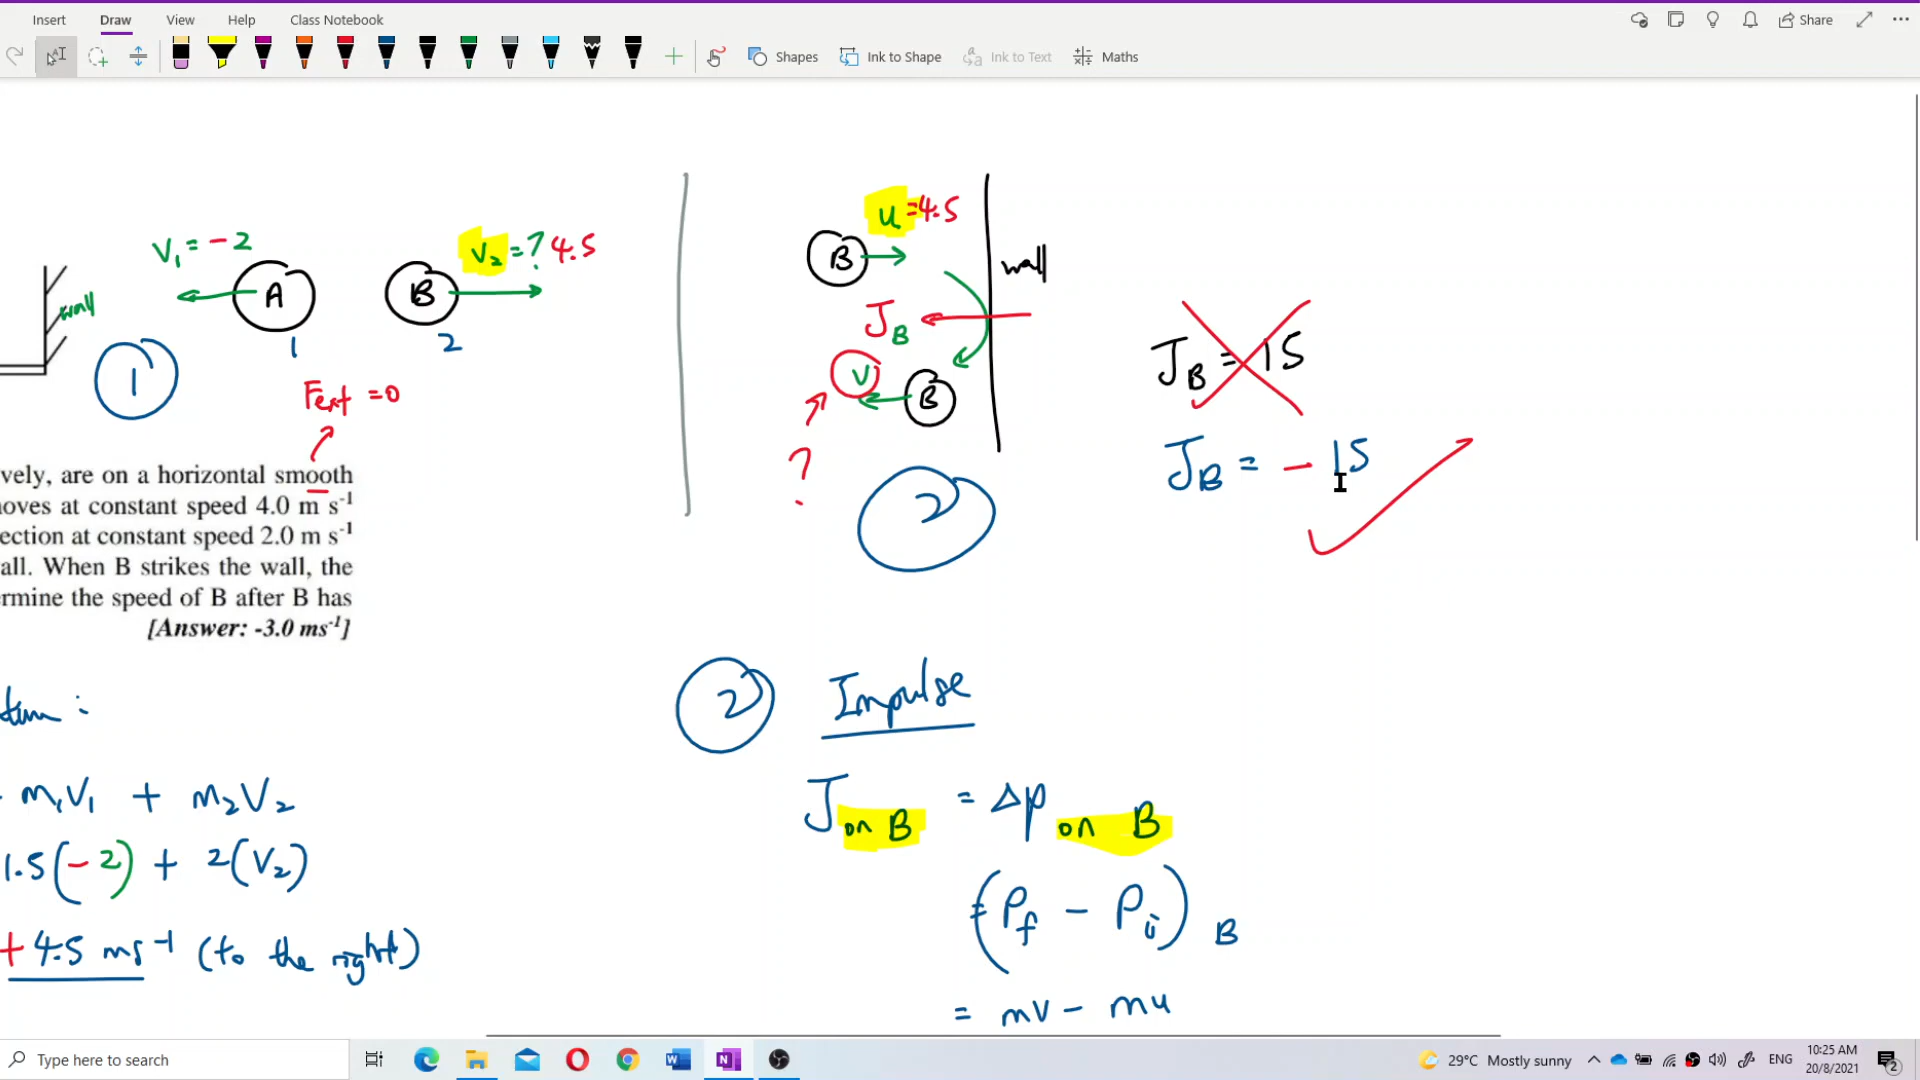 Insert Draw View Help Class Notebook Share
Shapes Ink to Shape Ink to Text Maths
V₁ = -2
A
1
B
2
V₂ = ? 4.5
wall
1
Fext = 0
vely, are on a horizontal smooth
oves at constant speed 4.0 m s⁻¹
ection at constant speed 2.0 m s⁻¹
all. When B strikes the wall, the
rmine the speed of B after B has
[Answer: -3.0 ms⁻¹]
u = 4.5
B
wall
J_B
V
B
?
2
J_B = 15
J_B = - 15
tum :
m₁V₁ + m₂V₂
1.5(-2) + 2(V₂)
+ 4.5 ms⁻¹ (to the right)
2 Impulse
J on B = Δp on B
= (P_f - P_i) B
= mv - mu
Type here to search
29°C Mostly sunny ENG 10:25 AM
20/8/2021
2